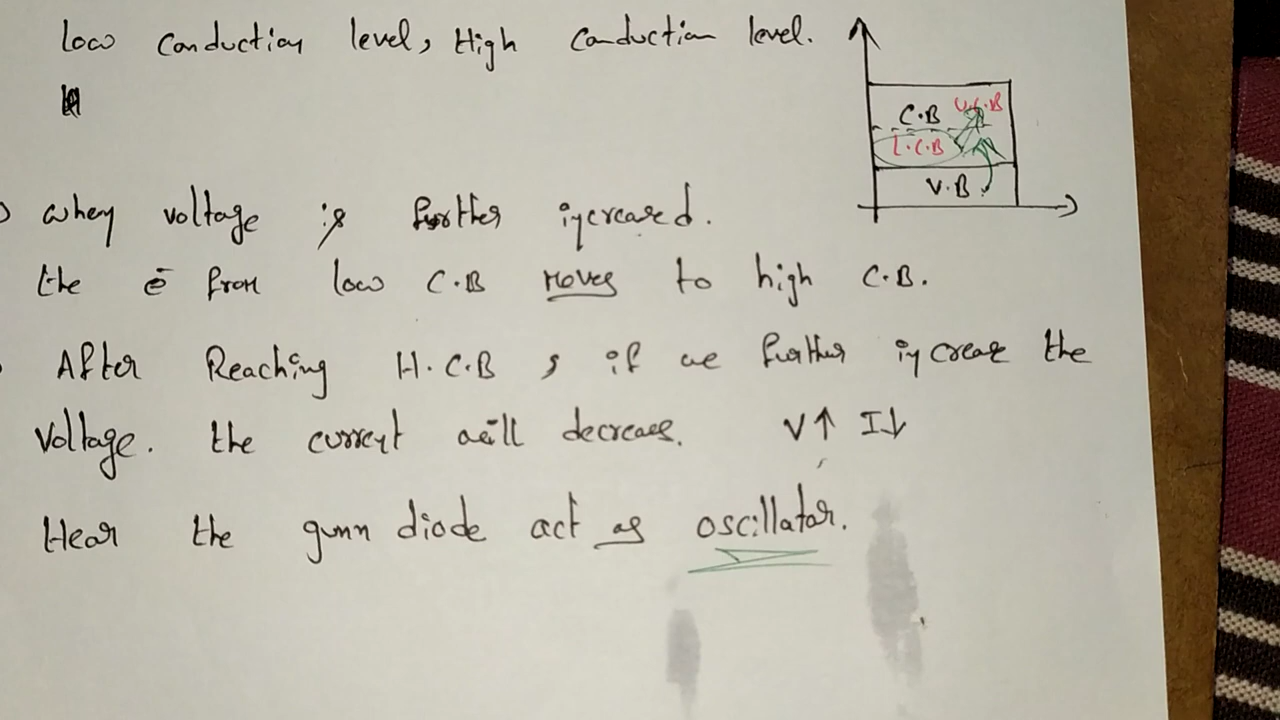 low conduction level, High conduction level.
C.B U.C.B
L.C.B
V.B
when voltage is further increased.
the e̅ from low C.B moves to high C.B.
After Reaching H.C.B , if we further increase the
Voltage. the current will decreases. V↑ I↓
Hear the gunn diode act as oscillator.